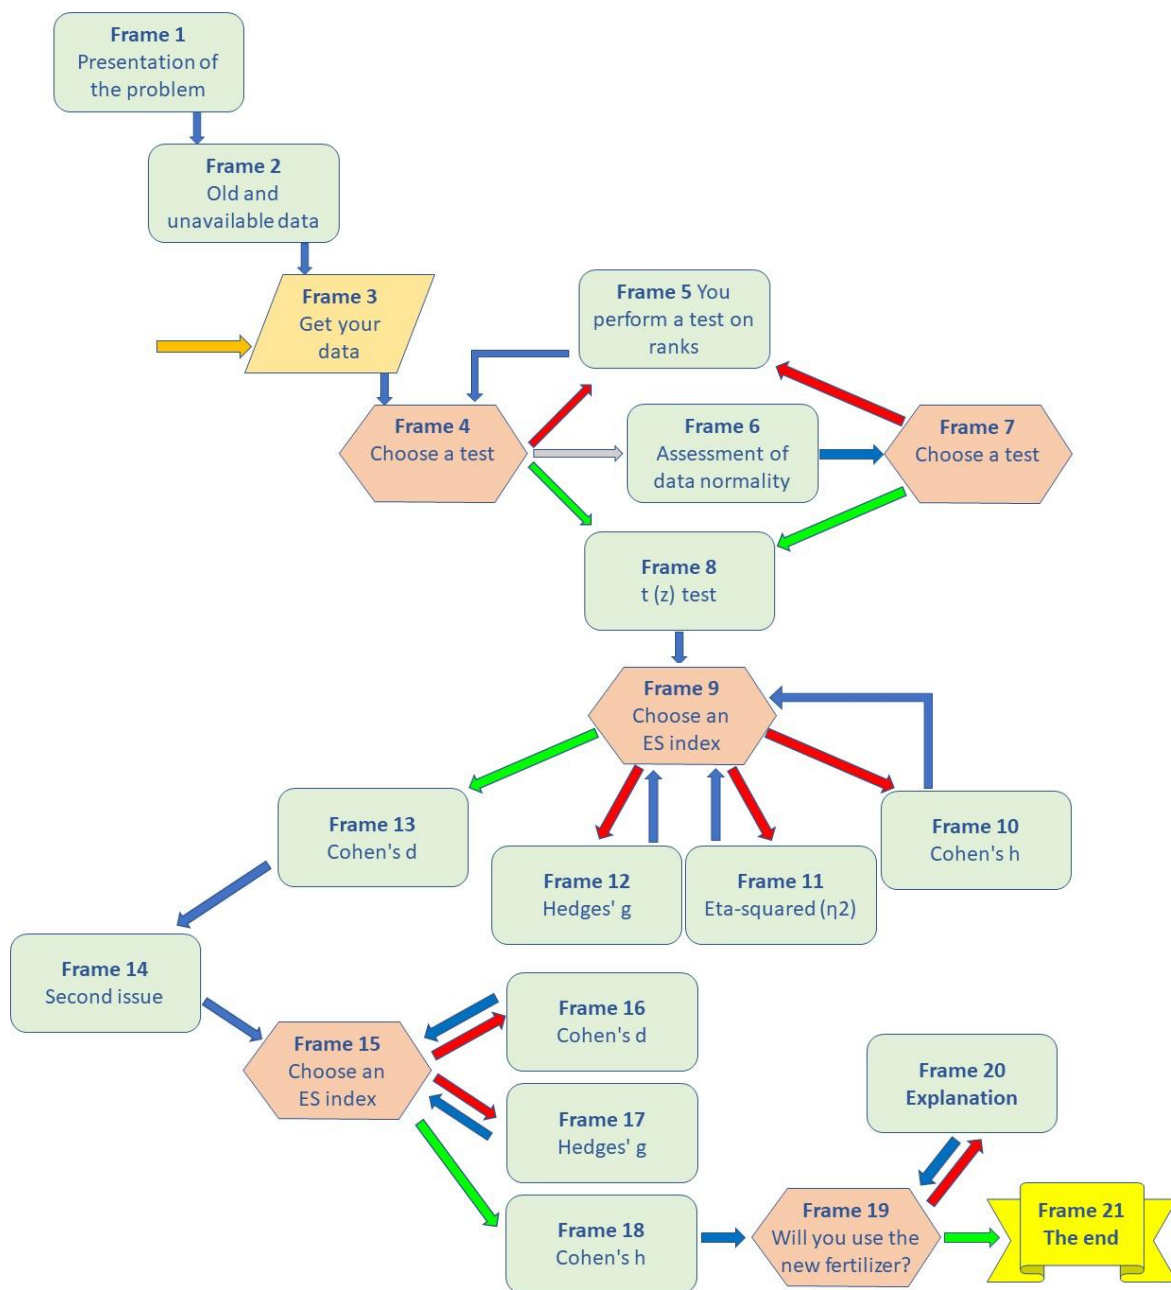 Frame 1
Presentation of
the problem
Frame 2
Old and
unavailable data
Frame 3
Get your
data
Frame 5 You
perform a test on
ranks
Frame 4
Choose a test
Frame 6
Assessment of
data normality
Frame 7
Choose a test
Frame 8
t (z) test
Frame 9
Choose an
ES index
Frame 13
Cohen's d
Frame 12
Hedges' g
Frame 11
Eta-squared (η2)
Frame 10
Cohen's h
Frame 14
Second issue
Frame 15
Choose an
ES index
Frame 16
Cohen's d
Frame 17
Hedges' g
Frame 18
Cohen's h
Frame 19
Will you use the
new fertilizer?
Frame 20
Explanation
Frame 21
The end